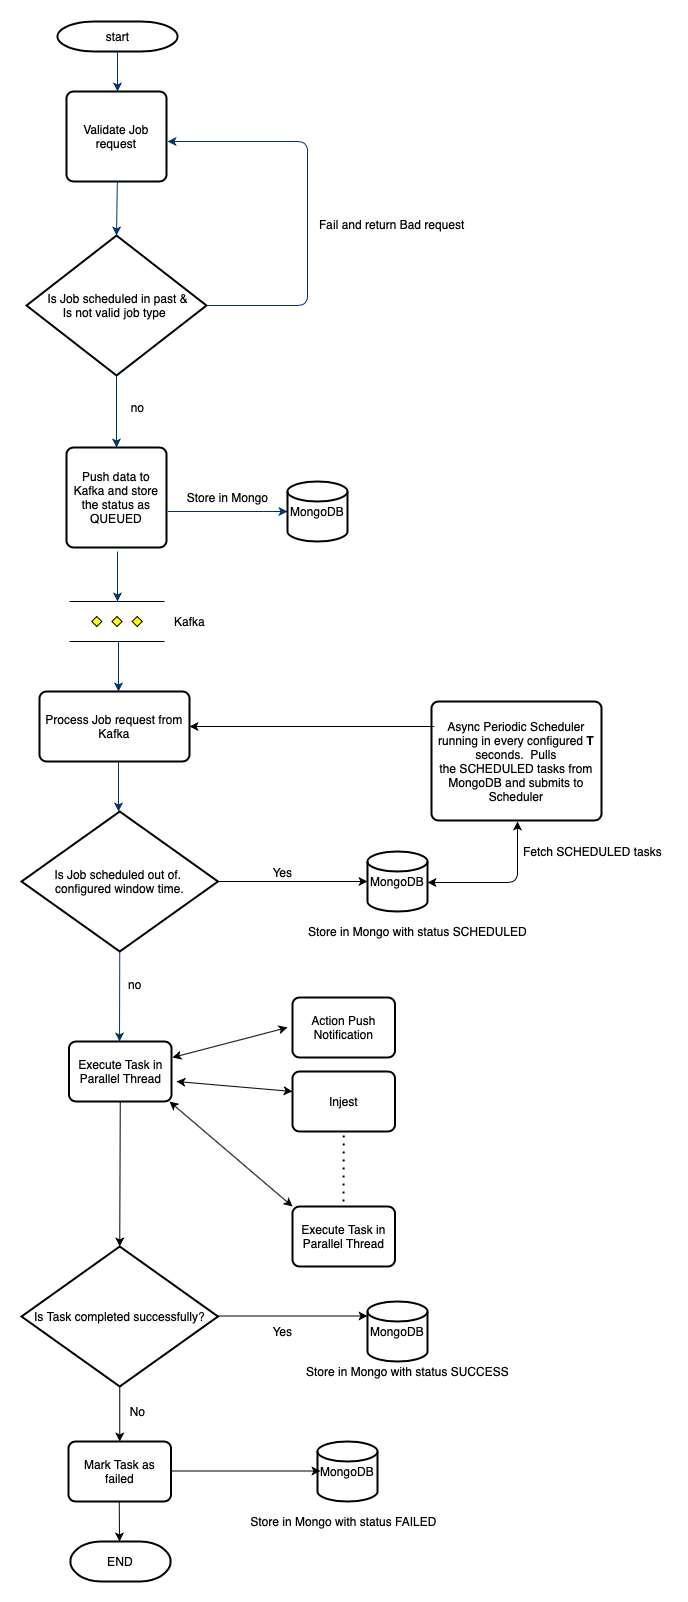 start
Validate Job
request
Fail and return Bad request
Is Job scheduled in past &
Is not valid job type
no
Push data to
Kafka and store
the status as
QUEUED
Store in Mongo
MongoDB
Kafka
Process Job request from
Kafka
Async Periodic Scheduler
running in every configured T
seconds. Pulls
the SCHEDULED tasks from
MongoDB and submits to
Scheduler
Fetch SCHEDULED tasks
Is Job scheduled out of.
configured window time.
Yes
MongoDB
Store in Mongo with status SCHEDULED
no
Action Push
Notification
Execute Task in
Parallel Thread
Injest
Execute Task in
Parallel Thread
Is Task completed successfully?
Yes
MongoDB
Store in Mongo with status SUCCESS
No
Mark Task as
failed
MongoDB
Store in Mongo with status FAILED
END